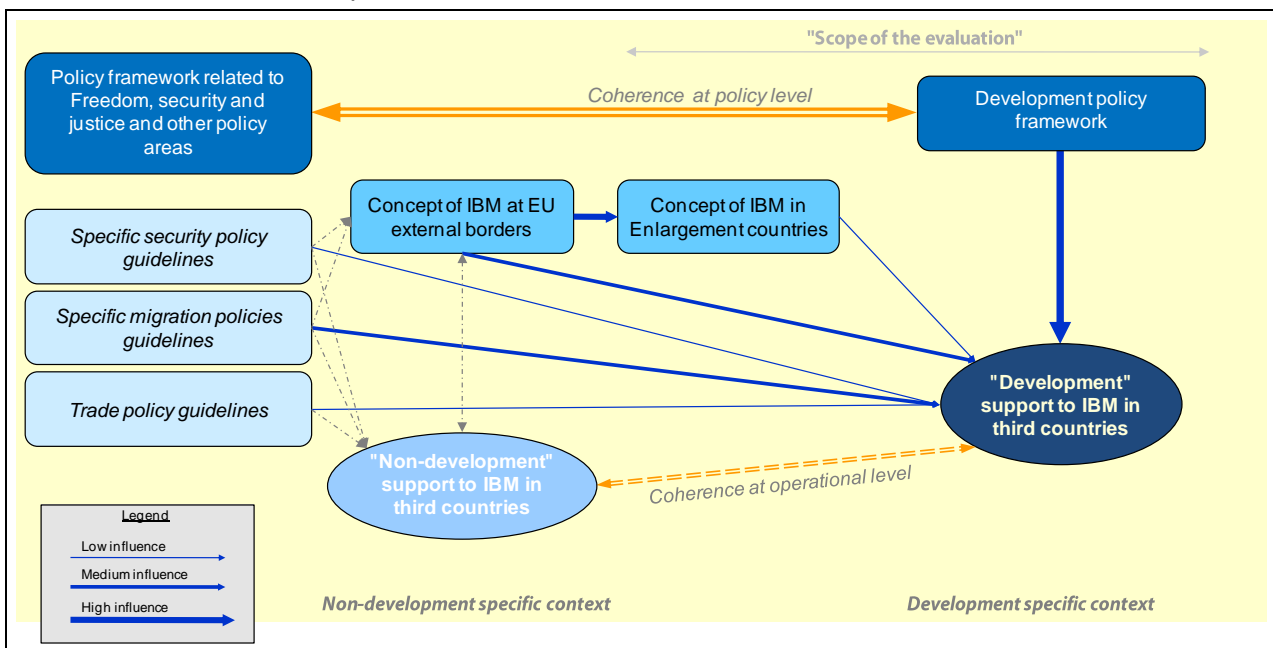 "Scope of the evaluation"
Policy framework related to
Freedom, security and
justice and other policy
areas
Coherence at policy level
Development policy
framework
Concept of IBM at EU
external borders
Concept of IBM in
Enlargement countries
Specific security policy
guidelines
Specific migration policies
guidelines
Trade policy guidelines
"Development"
support to IBM in
third countries
"Non-development"
support to IBM in
third countries
Coherence at operational level
Legend
Low influence
Medium influence
High influence
Non-development specific context
Development specific context